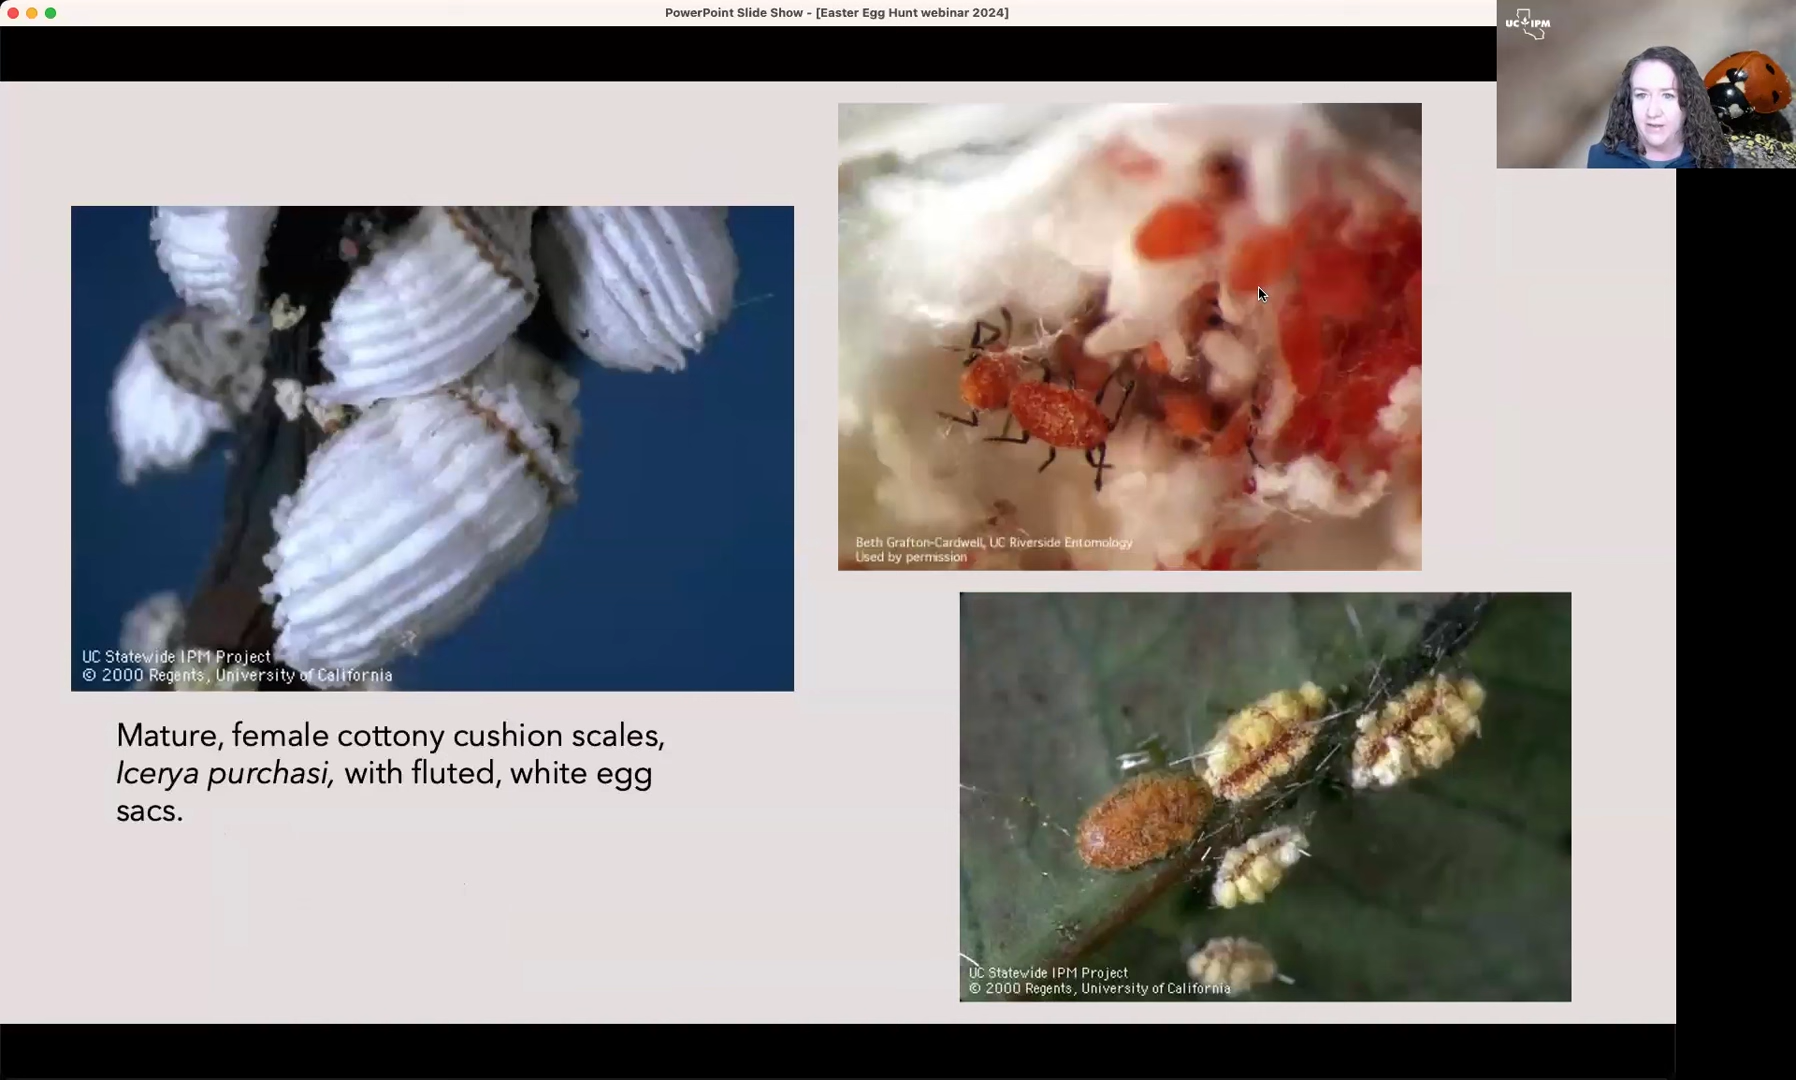 PowerPoint Slide Show - [Easter Egg Hunt webinar 2024]
UC IPM
Beth Grafton-Cardwell, UC Riverside Entomology
Used by permission
UC Statewide IPM Project
© 2000 Regents, University of California
Mature, female cottony cushion scales,
Icerya purchasi, with fluted, white egg
sacs.
UC Statewide IPM Project
© 2000 Regents, University of California